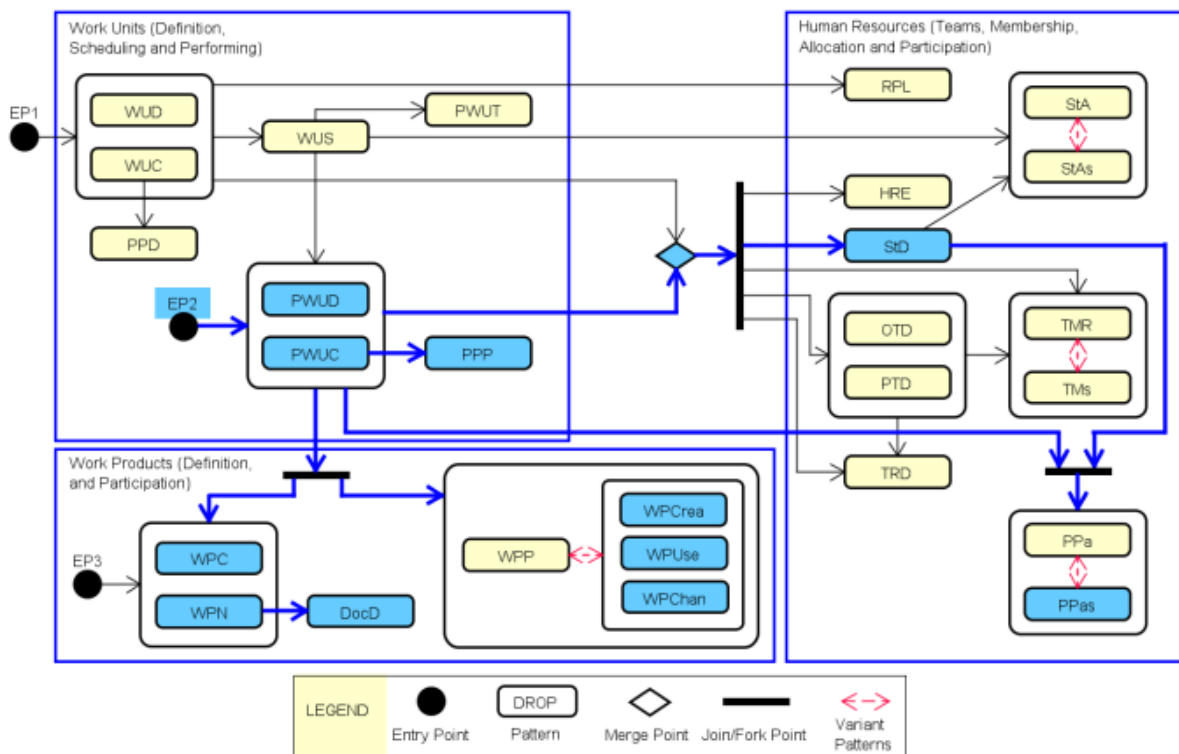 Work Units (Definition,
Scheduling and Performing)
Human Resources (Teams, Membership,
Allocation and Participation)
EP1
WUD
WUC
PPD
WUS
PWUT
RPL
StA
StAs
HRE
StD
EP2
PWUD
PWUC
PPP
OTD
PTD
TMR
TMs
TRD
Work Products (Definition,
and Participation)
EP3
WPC
WPN
DocD
WPP
WPCrea
WPUse
WPChan
PPa
PPas
LEGEND
Entry Point
DROP
Pattern
Merge Point
Join/Fork Point
Variant
Patterns